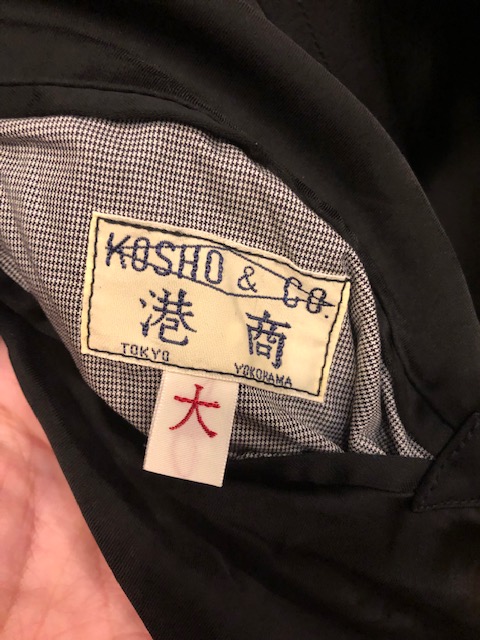 KOSHO & CO.
港 商
TOKYO YOKOHAMA
大